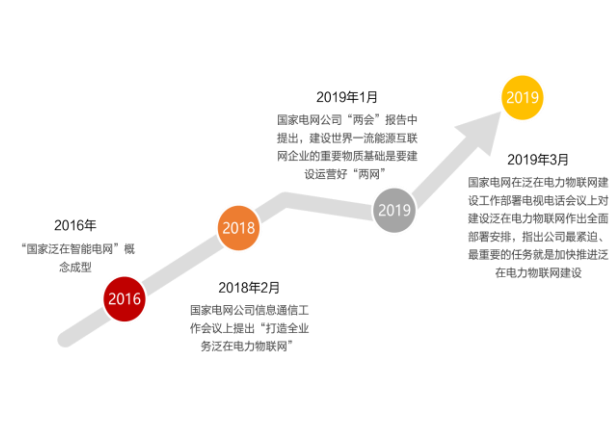 2016年
“国家泛在智能电网”概
念成型
2016
2018
2018年2月
国家电网公司信息通信工
作会议上提出“打造全业
务泛在电力物联网”
2019年1月
国家电网公司“两会”报告中
提出，建设世界一流能源互联
网企业的重要物质基础是要建
设运营好“两网”
2019
2019
2019年3月
国家电网在泛在电力物联网建
设工作部署电视电话会议上对
建设泛在电力物联网作出全面
部署安排，指出公司最紧迫、
最重要的任务就是加快推进泛
在电力物联网建设